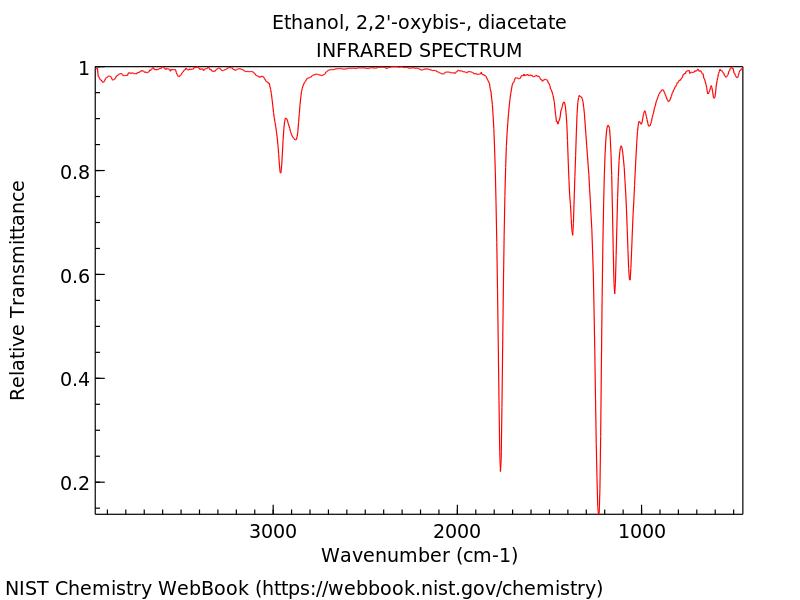 Ethanol, 2,2'-oxybis-, diacetate
INFRARED SPECTRUM
1
0.8
0.6
0.4
0.2
Relative Transmittance
3000 2000 1000
Wavenumber (cm-1)
NIST Chemistry WebBook (https://webbook.nist.gov/chemistry)